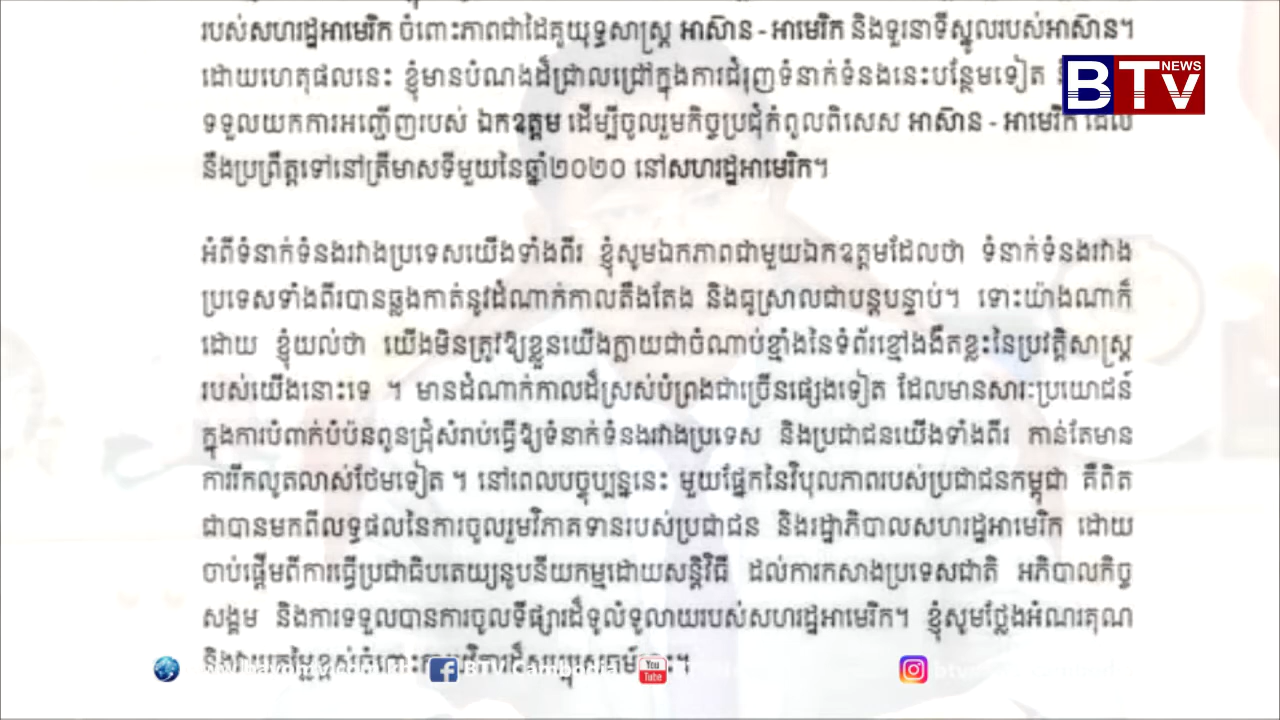 របស់សហរដ្ឋអាមេរិក ចំពោះភាពជាដៃគូយុទ្ធសាស្ត្រ អាស៊ាន - អាមេរិក និងទួរនាទីស្នូលរបស់អាស៊ាន។
ដោយហេតុផលនេះ ខ្ញុំមានបំណងដ៏ជ្រាលជ្រៅក្នុងការជំរុញទំនាក់ទំនងនេះបន្ថែមទៀត
ទទួលយកការអញ្ជើញរបស់ ឯកឧត្តម ដើម្បីចូលរួមកិច្ចប្រជុំកំពូលពិសេស អាស៊ាន - អាមេរិក ដែល
នឹងប្រព្រឹត្តទៅនៅត្រីមាសទីមួយនៃឆ្នាំ២០២០ នៅសហរដ្ឋអាមេរិក។
អំពីទំនាក់ទំនងរវាងប្រទេសយើងទាំងពីរ ខ្ញុំសូមឯកភាពជាមួយឯកឧត្តមដែលថា ទំនាក់ទំនងរវាង
ប្រទេសទាំងពីរបានឆ្លងកាត់នូវដំណាក់កាលតឹងតែង និងធូរស្រាលជាបន្តបន្ទាប់។ ទោះយ៉ាងណាក៏
ដោយ ខ្ញុំយល់ថា យើងមិនត្រូវឱ្យខ្លួនយើងក្លាយជាចំណាប់ខ្មាំងនៃទំព័រខ្មៅងងឹតខ្លះនៃប្រវត្តិសាស្ត្រ
របស់យើងនោះទេ ។ មានដំណាក់កាលដ៏ស្រស់បំព្រងជាច្រើនផ្សេងទៀត ដែលមានសារៈប្រយោជន៍
ក្នុងការបំពាក់បំប៉នពូនជ្រុំសំរាប់ធ្វើឱ្យទំនាក់ទំនងរវាងប្រទេស និងប្រជាជនយើងទាំងពីរ កាន់តែមាន
ការរីកលូតលាស់ថែមទៀត ។ នៅពេលបច្ចុប្បន្ននេះ មួយផ្នែកនៃវិបុលភាពរបស់ប្រជាជនកម្ពុជា គឺពិត
ជាបានមកពីលទ្ធផលនៃការចូលរួមវិភាគទានរបស់ប្រជាជន និងរដ្ឋាភិបាលសហរដ្ឋអាមេរិក ដោយ
ចាប់ផ្តើមពីការធ្វើប្រជាធិបតេយ្យនូបនីយកម្មដោយសន្តិវិធី ដល់ការកសាងប្រទេសជាតិ អភិបាលកិច្ច
សង្គម និងការទទួលបានការចូលទីផ្សារដ៏ទូលំទូលាយរបស់សហរដ្ឋអាមេរិក។ ខ្ញុំសូមថ្លែងអំណរគុណ
BTV NEWS
BTV Cambodia